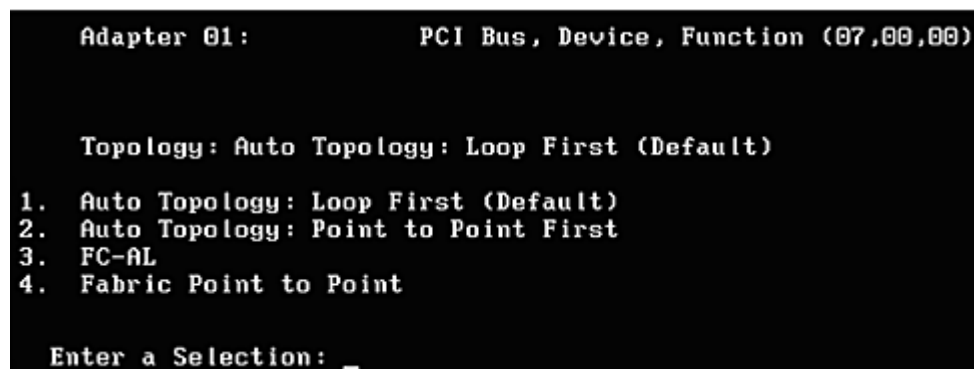 Adapter 01: PCI Bus, Device, Function (07,00,00)
Topology: Auto Topology: Loop First (Default)
1. Auto Topology: Loop First (Default)
2. Auto Topology: Point to Point First
3. FC-AL
4. Fabric Point to Point
Enter a Selection: _